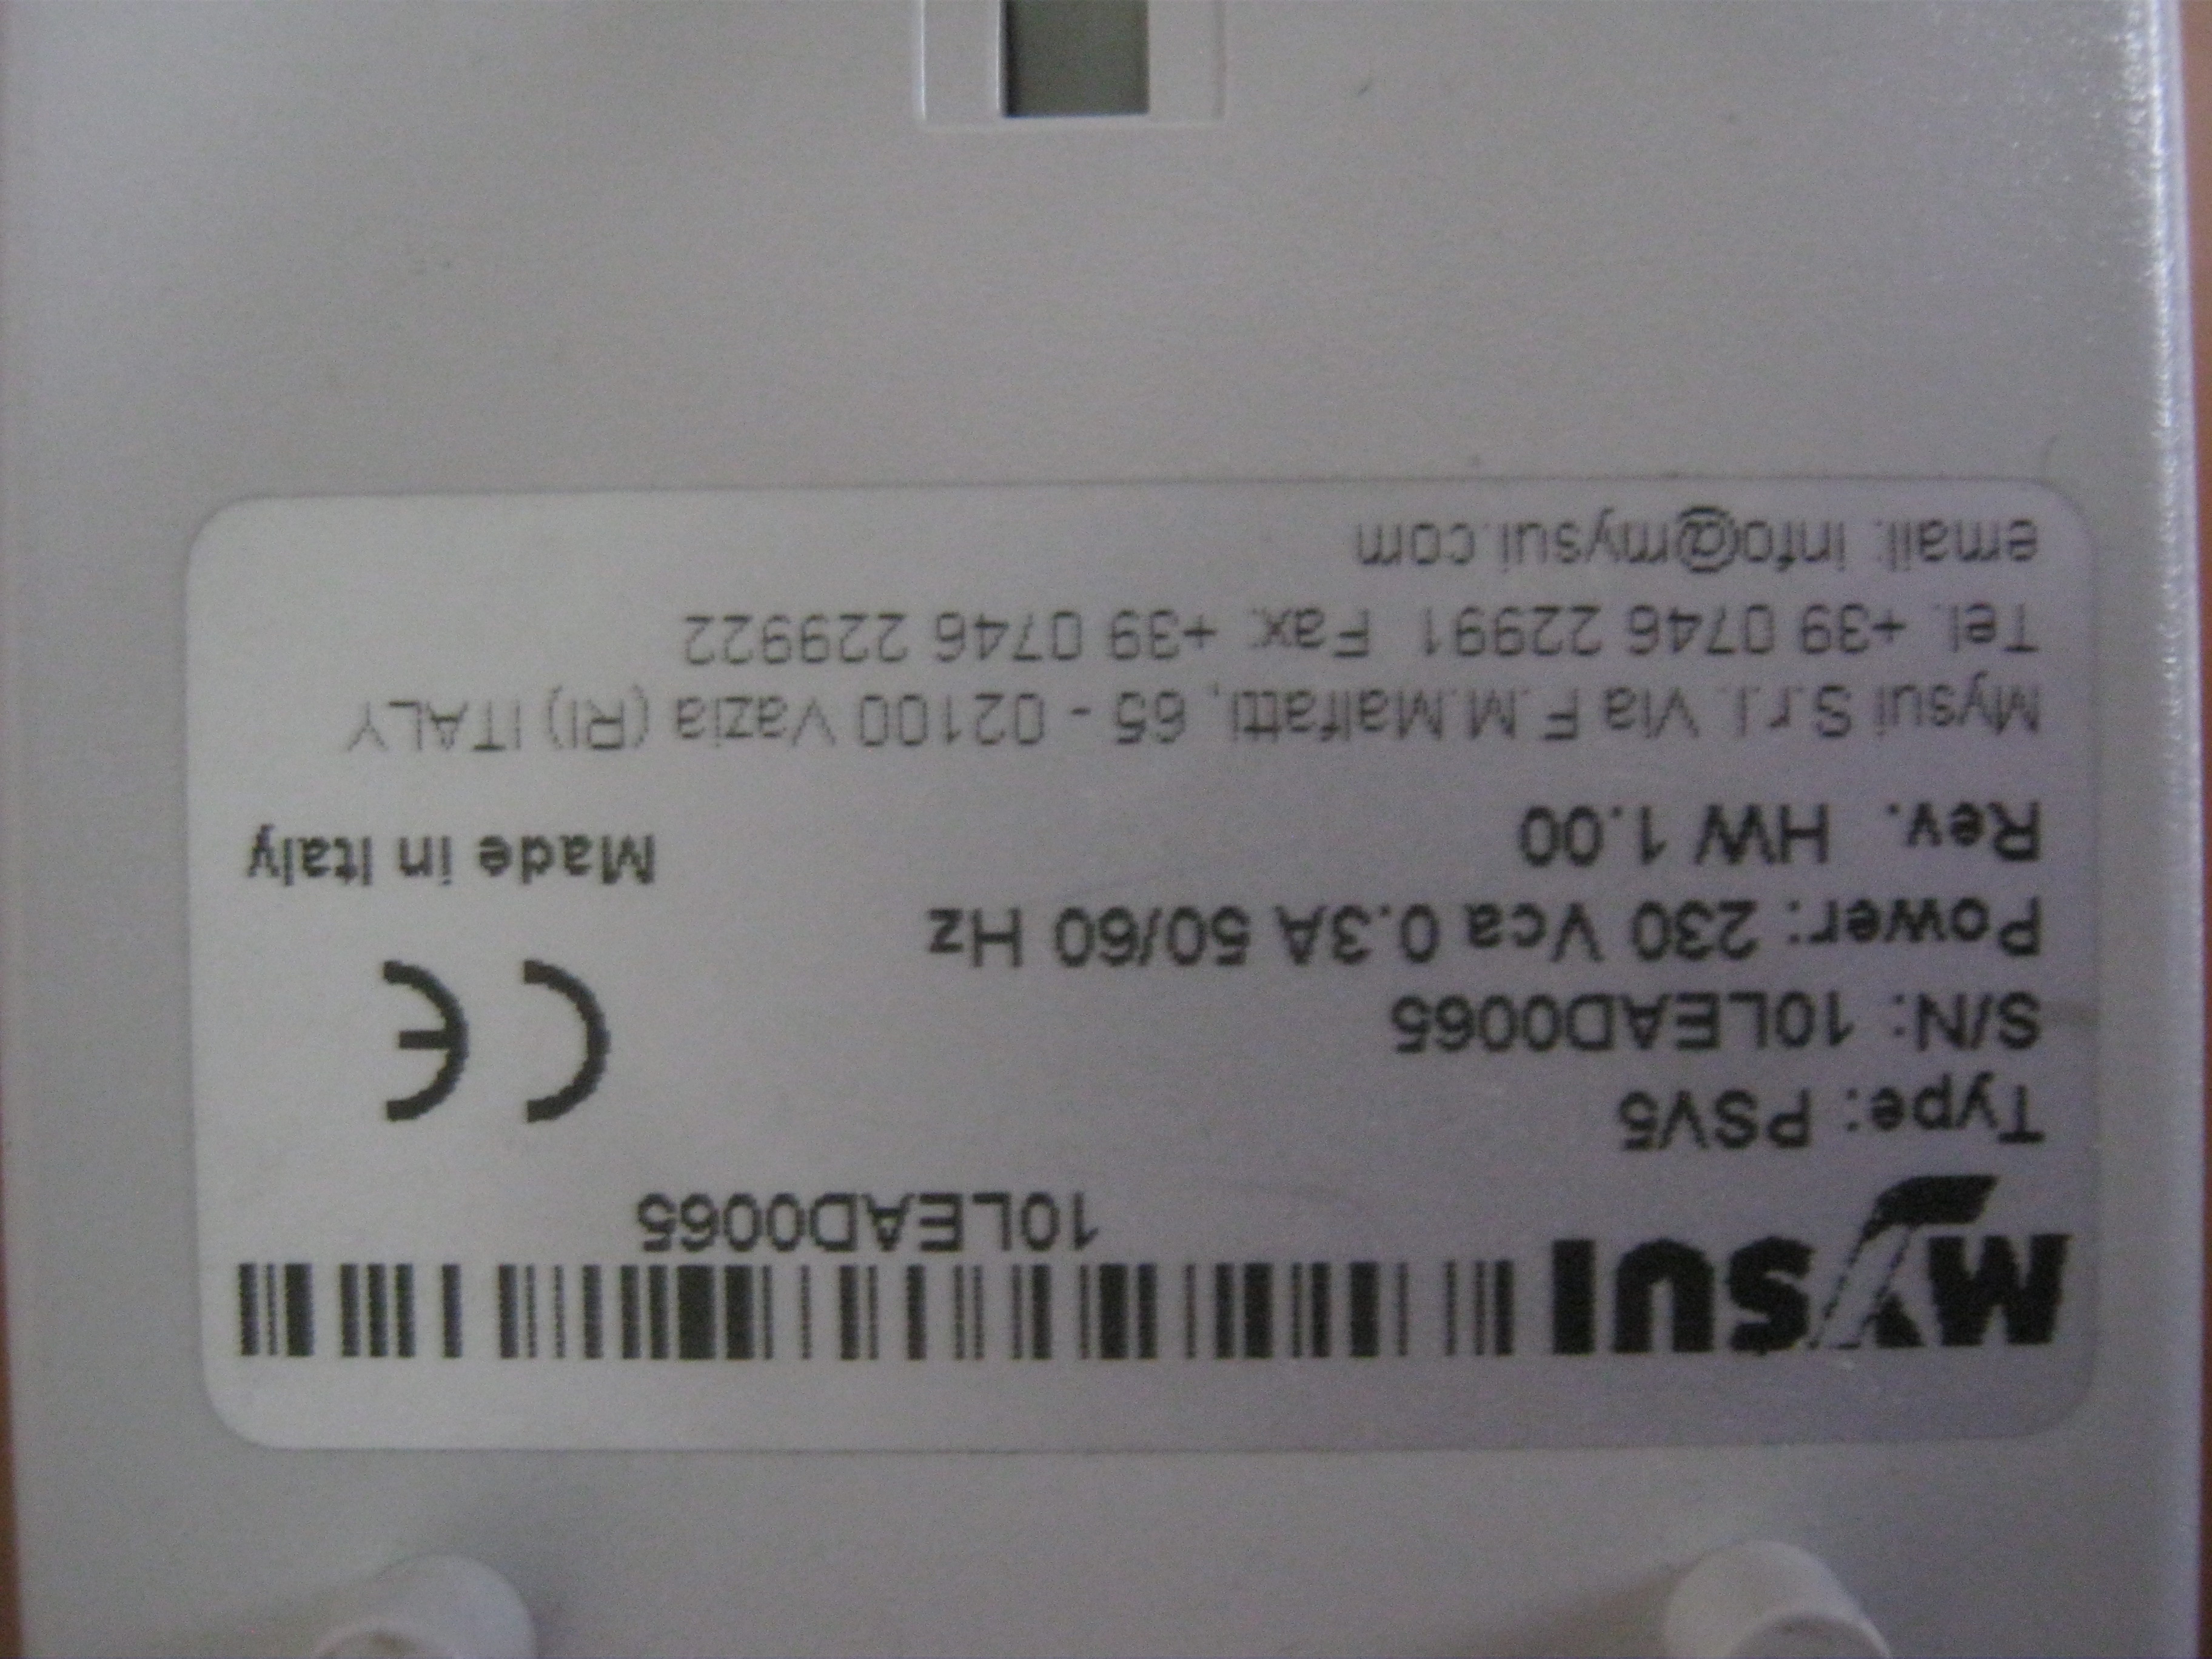 MYSUI
10LEAD0065
Type: PSV5
S/N: 10LEAD0065
Power: 230 Vca 0.3A 50/60 Hz
CE
Rev. HW 1.00
Made in Italy
Mysui S.r.l. Via F.M.Malfatti, 65 - 02100 Vazia (RI) ITALY
Tel. +39 0746 22991 Fax: +39 0746 229922
email: info@mysui.com